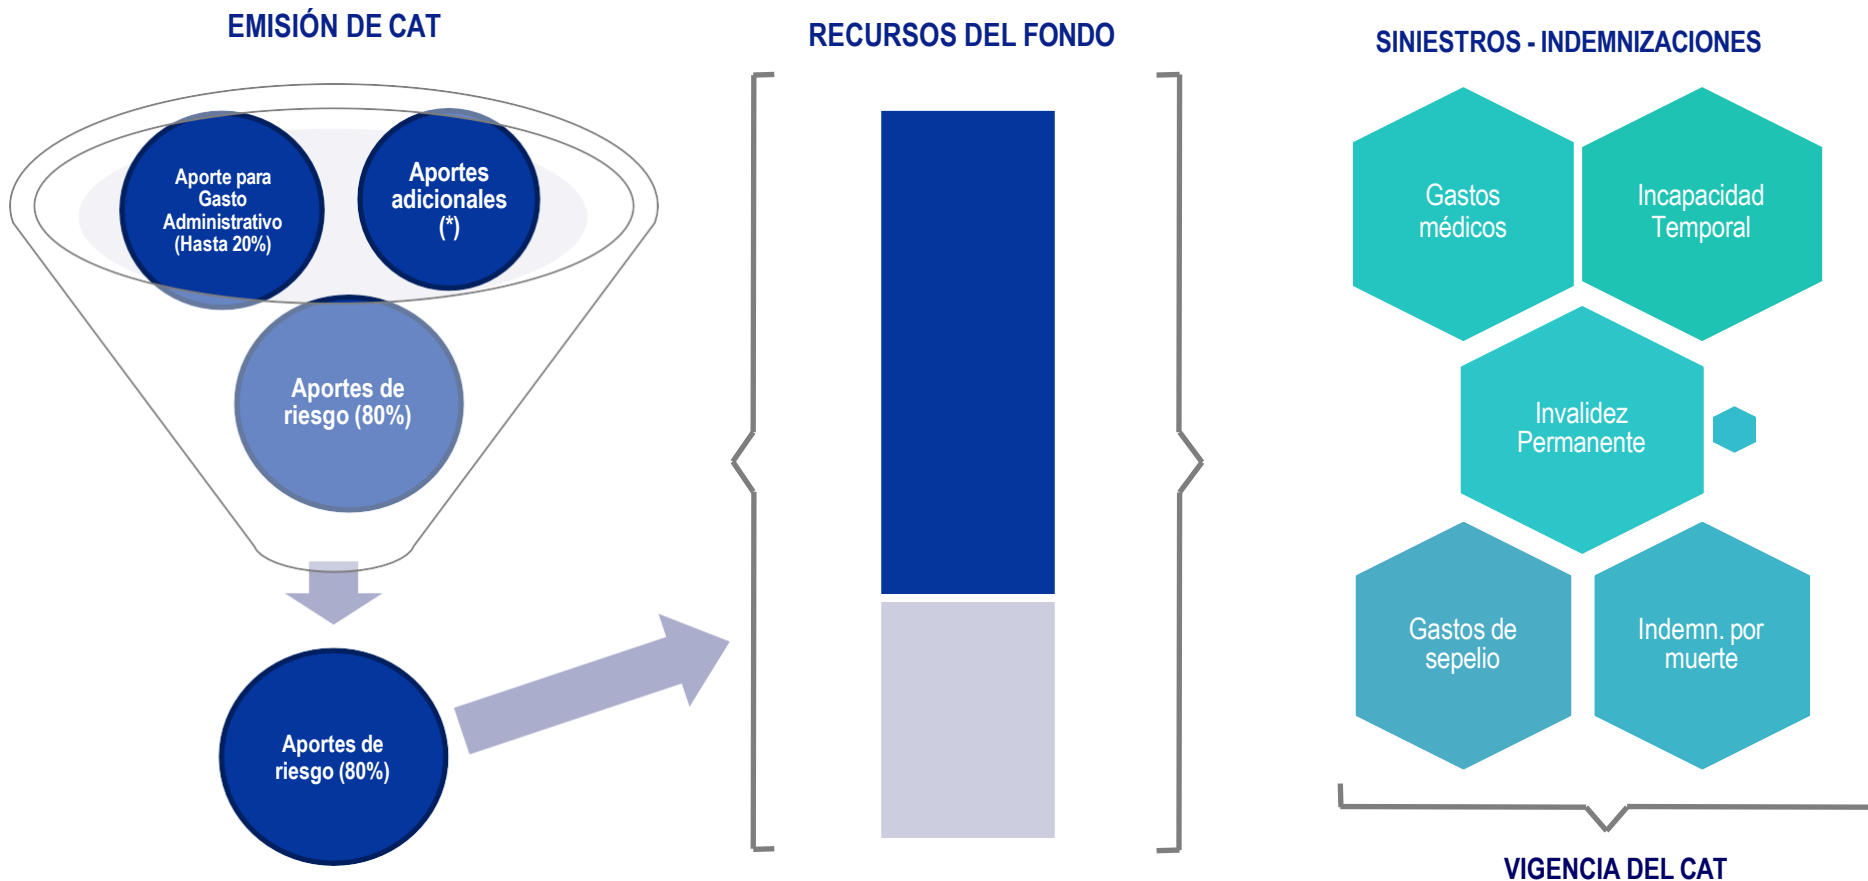 EMISIÓN DE CAT
Aporte para
Gasto
Administrativo
(Hasta 20%)
Aportes
adicionales
(*)
Aportes de
riesgo (80%)
Aportes de
riesgo (80%)
RECURSOS DEL FONDO
SINIESTROS - INDEMNIZACIONES
Gastos
médicos
Incapacidad
Temporal
Invalidez
Permanente
Gastos de
sepelio
Indemn. por
muerte
VIGENCIA DEL CAT